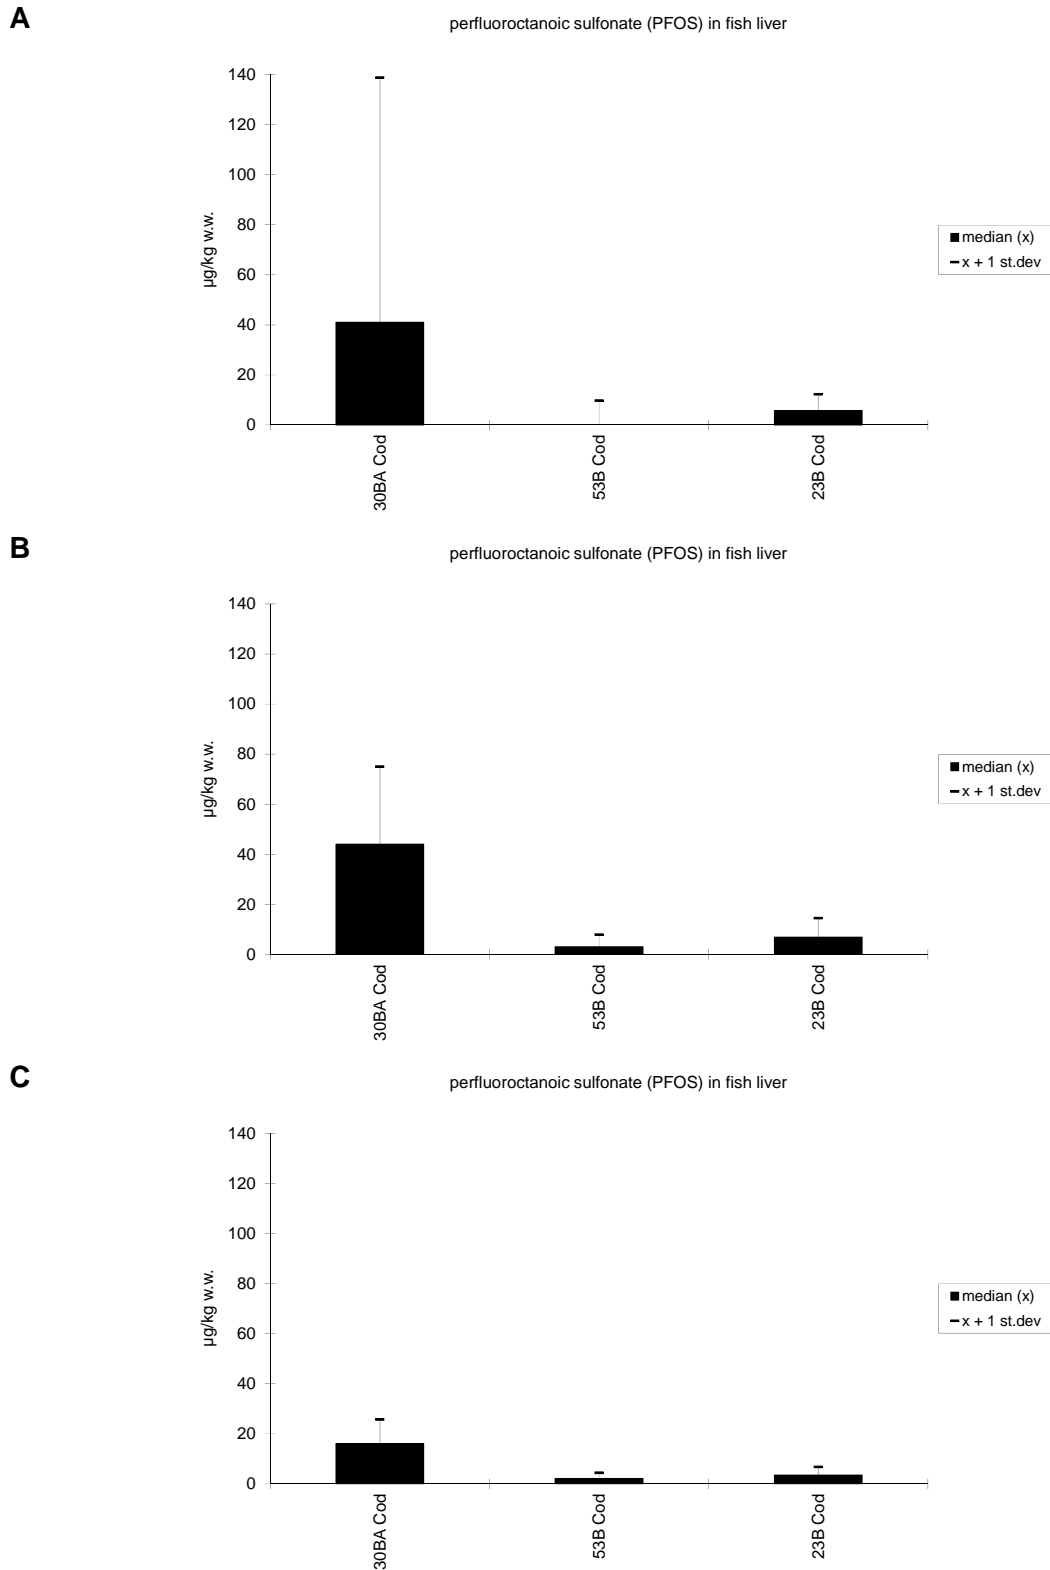 A
perfluoroctanoic sulfonate (PFOS) in fish liver
140
120
100
80
60
40
20
0
µg/kg w.w.
30BA Cod
53B Cod
23B Cod
median (x)
x + 1 st.dev
B
perfluoroctanoic sulfonate (PFOS) in fish liver
140
120
100
80
60
40
20
0
µg/kg w.w.
30BA Cod
53B Cod
23B Cod
median (x)
x + 1 st.dev
C
perfluoroctanoic sulfonate (PFOS) in fish liver
140
120
100
80
60
40
20
0
µg/kg w.w.
30BA Cod
53B Cod
23B Cod
median (x)
x + 1 st.dev